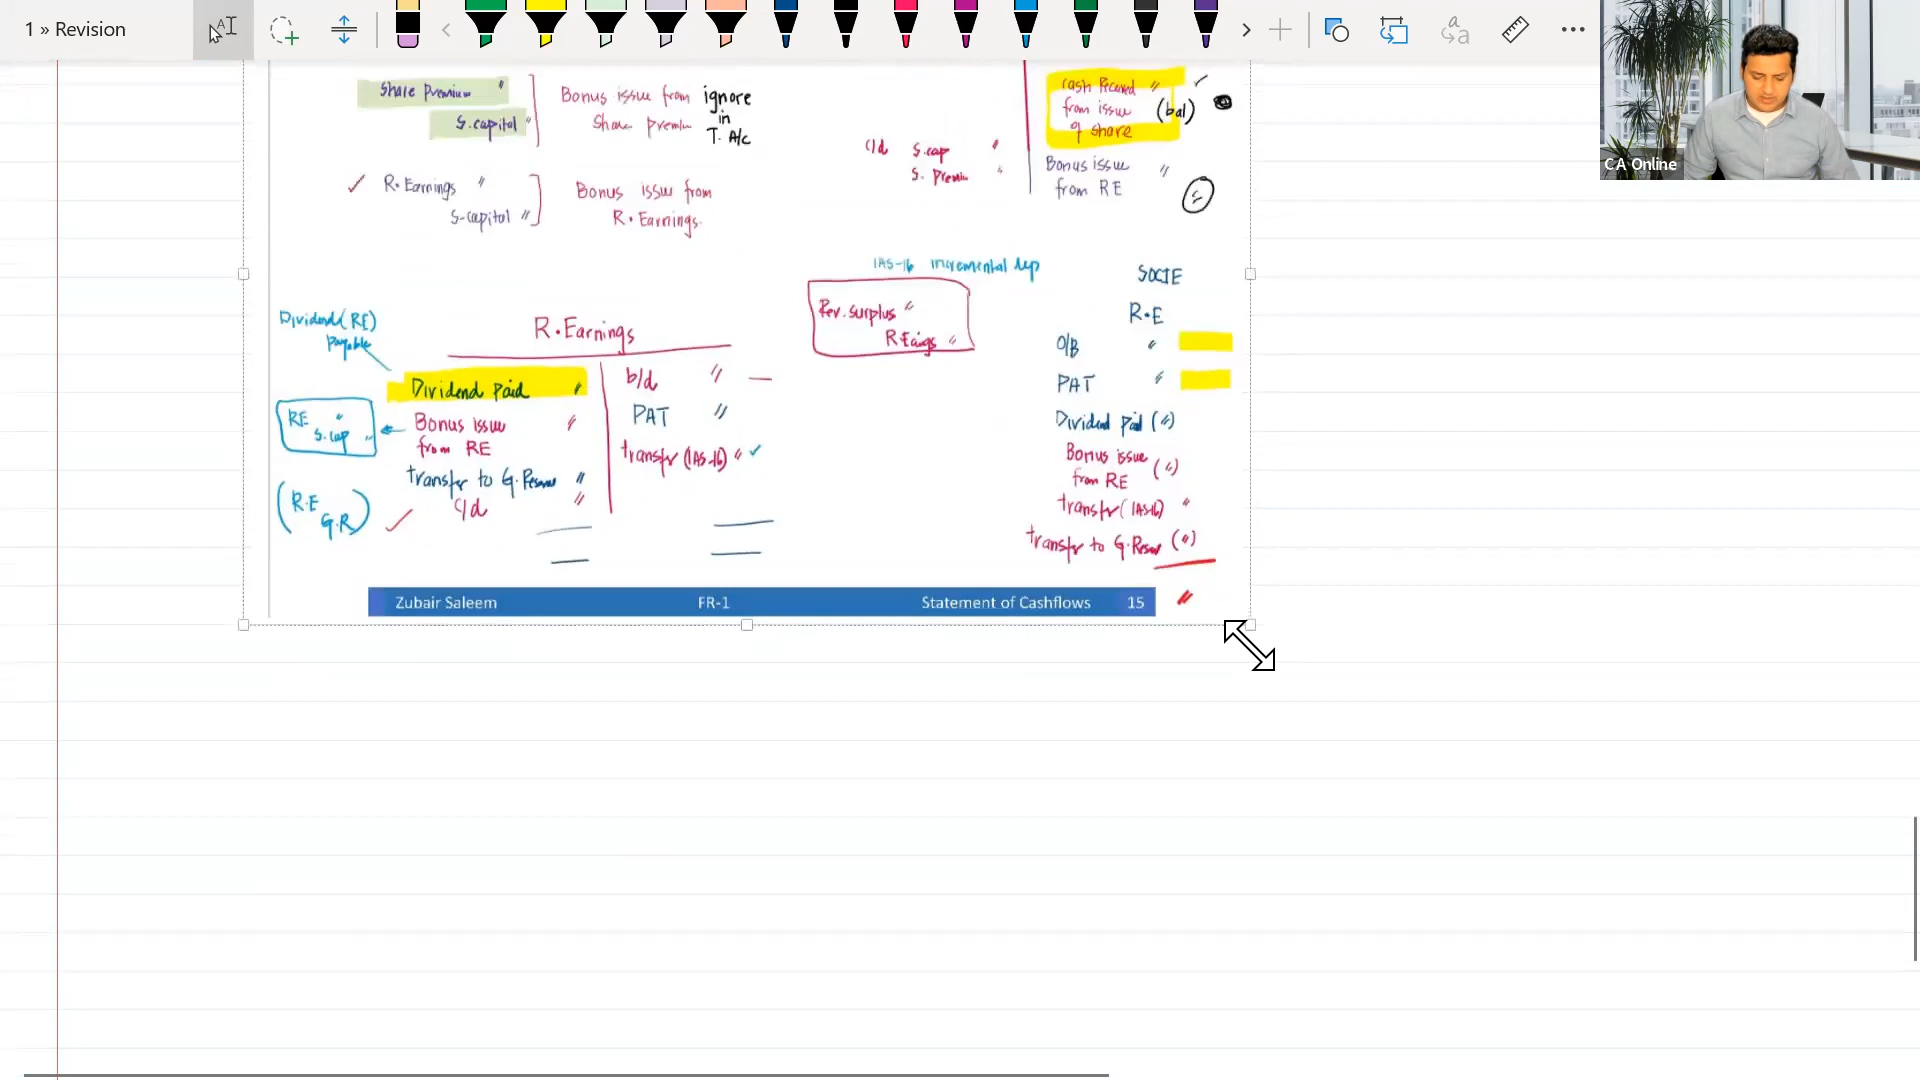 1 » Revision
Share Premium "
S.capital "
Bonus issue from
Share Premium
ignore
in
T. A/c
✓ R.Earnings "
S-capital "
Bonus issue from
R.Earnings.
c/d S.cap "
S. Premium "
cash Received "
from issue
of share
(bal)
Bonus issue "
from RE
CA Online
IAS-16 incremental dep
Rev. surplus "
R Earnings "
Dividend (RE)
Payable
R.Earnings
Dividend Paid "
Bonus issue "
from RE
transfer to G. Reserve "
c/d "
b/d "
PAT "
transfer (IAS-16) " ✓
RE "
S.cap "
(R.E
G.R)
SOCIE
R.E
O/B "
PAT "
Dividend Paid (")
Bonus issue (")
from RE
transfer (IAS-16) "
transfer to G. Reserve (")
"
Zubair Saleem FR-1 Statement of Cashflows 15